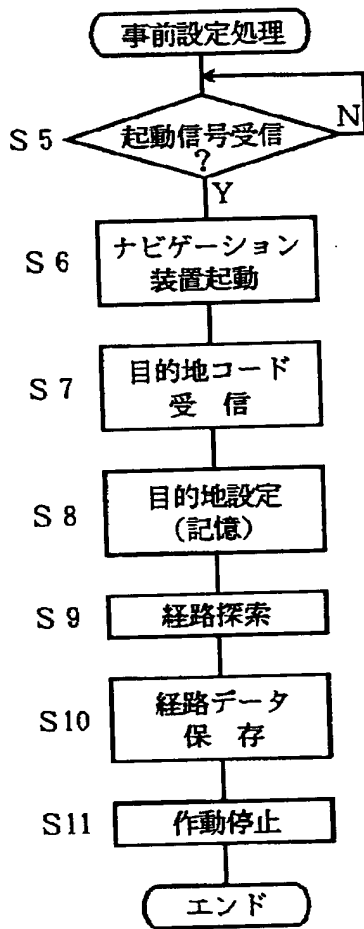 事前設定処理
S5
起動信号受信
?
N
Y
S6
ナビゲーション
装置起動
S7
目的地コード
受 信
S8
目的地設定
(記憶)
S9
経路探索
S10
経路データ
保 存
S11
作動停止
エンド